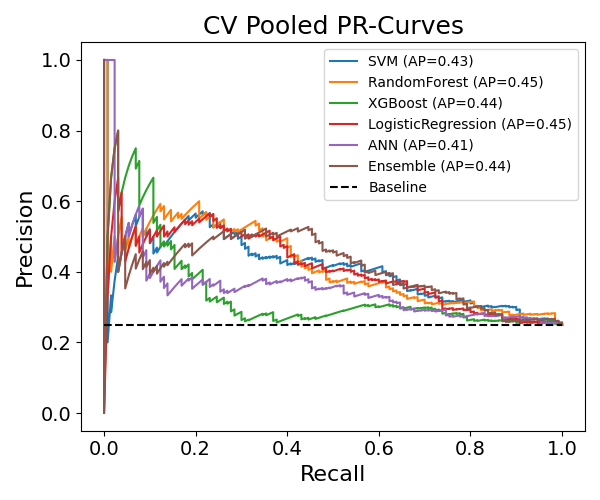 CV Pooled PR-Curves
SVM (AP=0.43)
RandomForest (AP=0.45)
XGBoost (AP=0.44)
LogisticRegression (AP=0.45)
ANN (AP=0.41)
Ensemble (AP=0.44)
Baseline
Precision
1.0
0.8
0.6
0.4
0.2
0.0
0.0 0.2 0.4 0.6 0.8 1.0
Recall